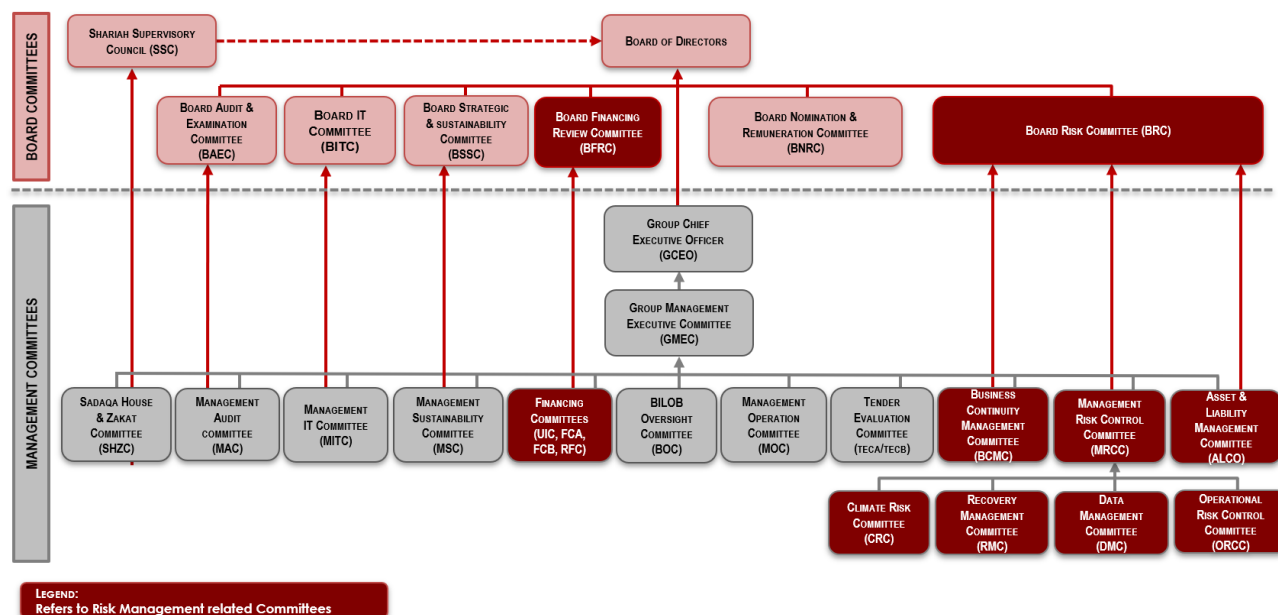 BOARD COMMITTEES
SHARIAH SUPERVISORY
COUNCIL (SSC)
BOARD OF DIRECTORS
BOARD AUDIT &
EXAMINATION
COMMITTEE
(BAEC)
BOARD IT
COMMITTEE
(BITC)
BOARD STRATEGIC
& SUSTAINABILITY
COMMITTEE
(BSSC)
BOARD FINANCING
REVIEW COMMITTEE
(BFRC)
BOARD NOMINATION &
REMUNERATION COMMITTEE
(BNRC)
BOARD RISK COMMITTEE (BRC)
MANAGEMENT COMMITTEES
GROUP CHIEF
EXECUTIVE OFFICER
(GCEO)
GROUP MANAGEMENT
EXECUTIVE COMMITTEE
(GMEC)
SADAQA HOUSE
& ZAKAT
COMMITTEE
(SHZC)
MANAGEMENT
AUDIT
COMMITTEE
(MAC)
MANAGEMENT
IT COMMITTEE
(MITC)
MANAGEMENT
SUSTAINABILITY
COMMITTEE
(MSC)
FINANCING
COMMITTEES
(UIC, FCA,
FCB, RFC)
BILOB
OVERSIGHT
COMMITTEE
(BOC)
MANAGEMENT
OPERATION
COMMITTEE
(MOC)
TENDER
EVALUATION
COMMITTEE
(TECA/TECB)
BUSINESS
CONTINUITY
MANAGEMENT
COMMITTEE
(BCMC)
MANAGEMENT
RISK CONTROL
COMMITTEE
(MRCC)
ASSET &
LIABILITY
MANAGEMENT
COMMITTEE
(ALCO)
CLIMATE RISK
COMMITTEE
(CRC)
RECOVERY
MANAGEMENT
COMMITTEE
(RMC)
DATA
MANAGEMENT
COMMITTEE
(DMC)
OPERATIONAL
RISK CONTROL
COMMITTEE
(ORCC)
LEGEND:
Refers to Risk Management related Committees